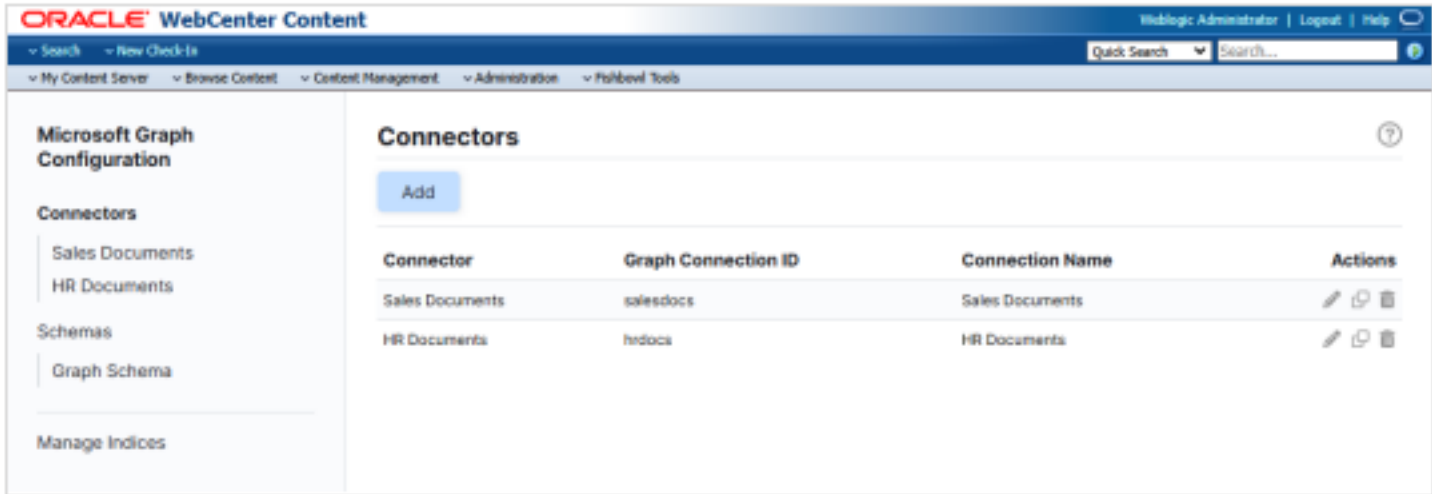 ORACLE WebCenter Content
Weblogic Administrator | Logout | Help
Search New Check-In
Quick Search Search...
My Content Server Browse Content Content Management Administration Fishbowl Tools
Microsoft Graph
Configuration
Connectors
Sales Documents
HR Documents
Schemas
Graph Schema
Manage Indices
Connectors
?
Add
Connector Graph Connection ID Connection Name Actions
Sales Documents salesdocs Sales Documents
HR Documents hrdocs HR Documents